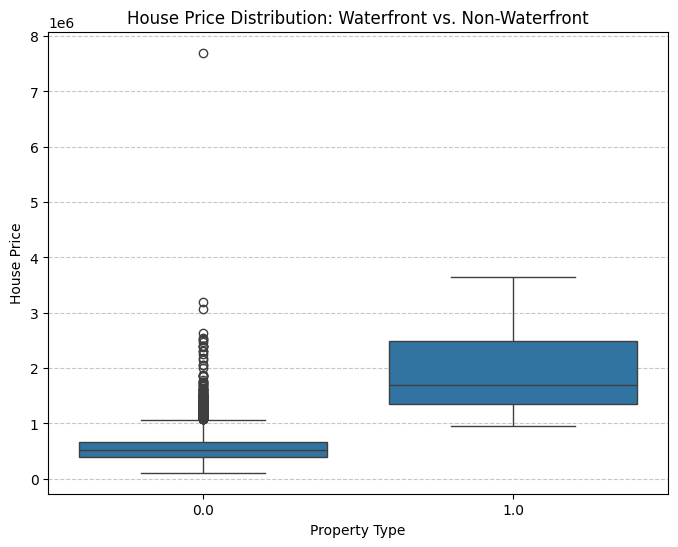 House Price Distribution: Waterfront vs. Non-Waterfront
1e6
8
7
6
5
4
3
2
1
0
House Price
0.0 1.0
Property Type